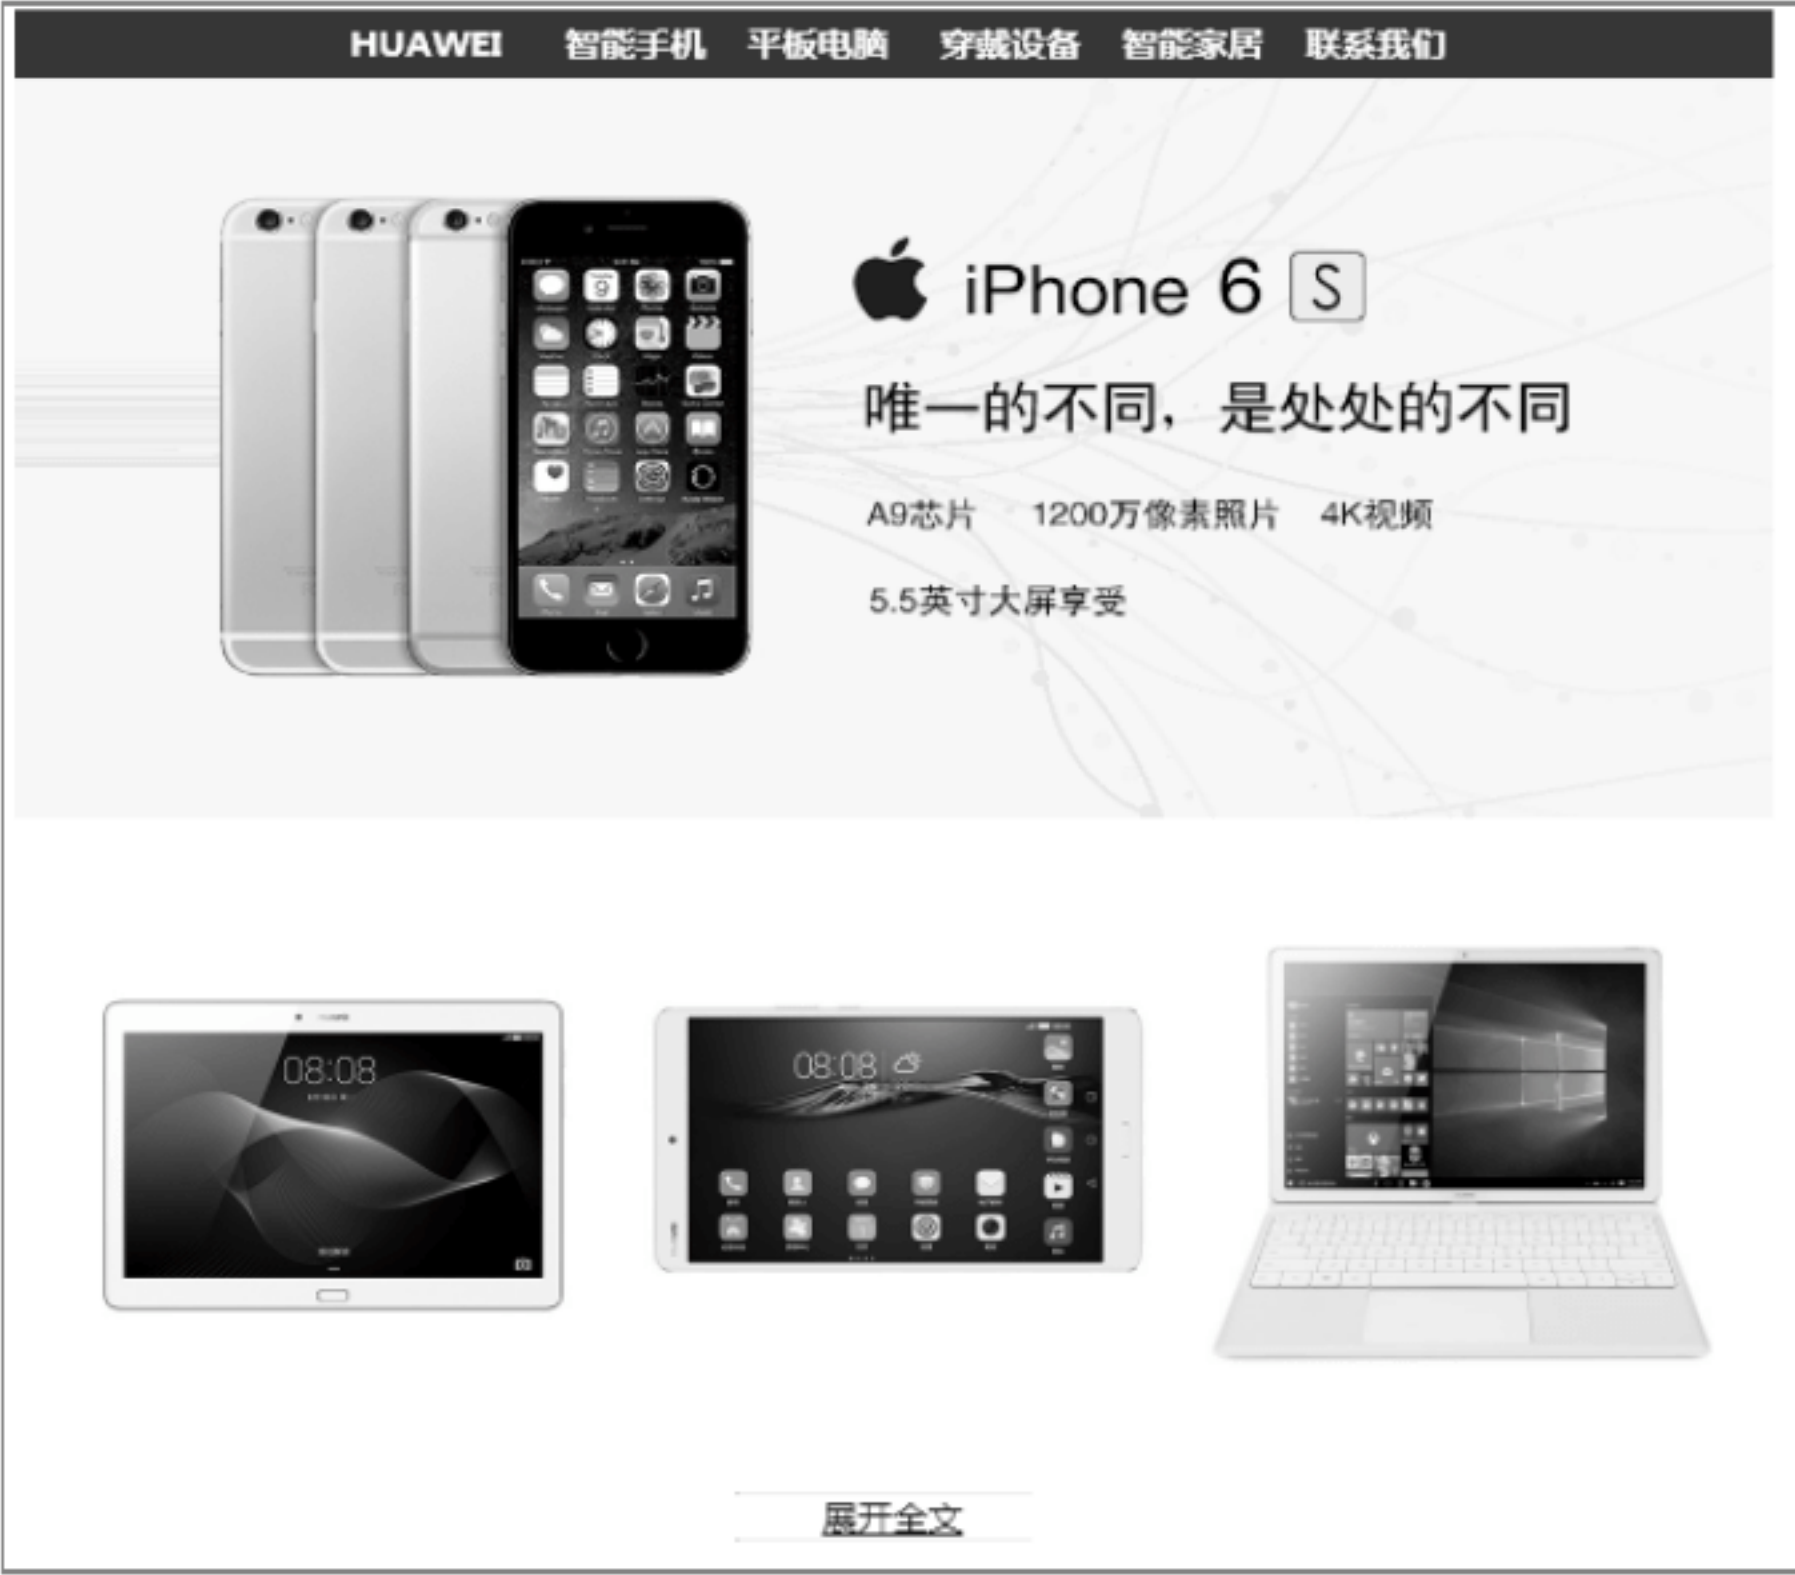 HUAWEI 智能手机 平板电脑 穿戴设备 智能家居 联系我们
iPhone 6 S
唯一的不同，是处处的不同
A9芯片 1200万像素照片 4K视频
5.5英寸大屏享受
08:08
08:08
展开全文